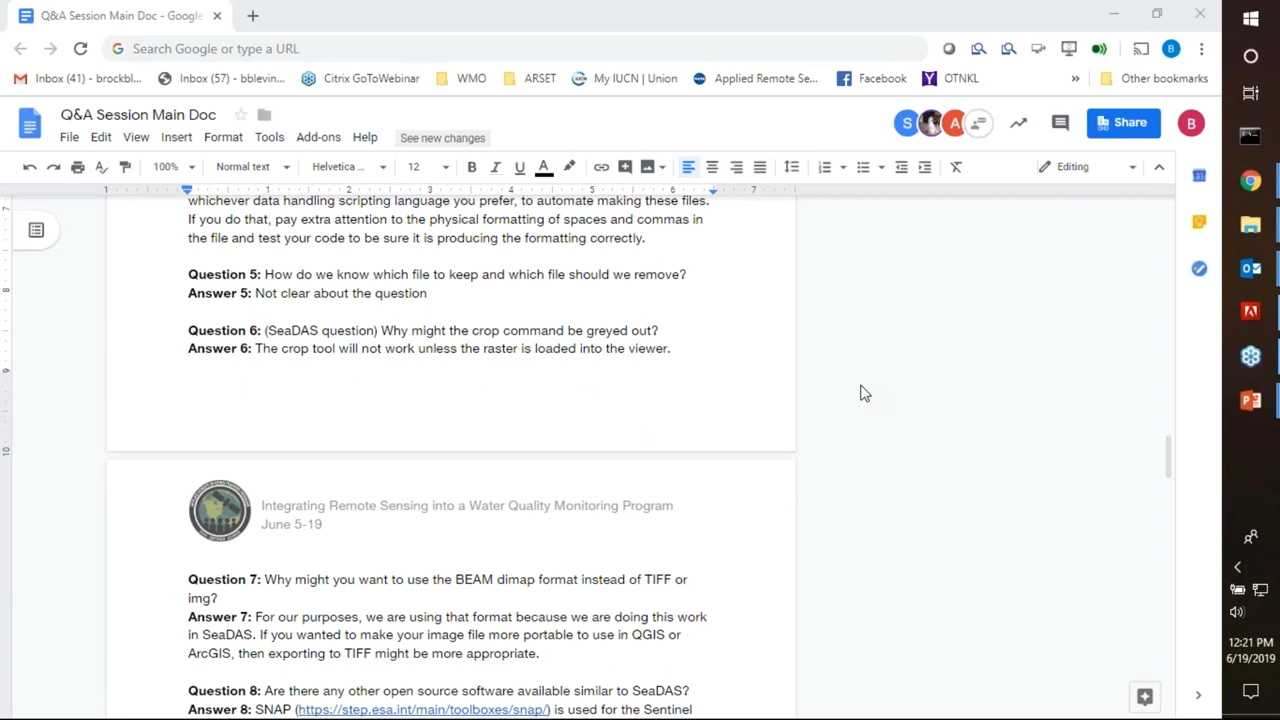 Q&A Session Main Doc - Google
Search Google or type a URL
Inbox (41) - brockbl...
Inbox (57) - bblevin...
Citrix GoToWebinar
WMO
ARSET
My IUCN | Union
Applied Remote Se...
Facebook
OTNKL
»
Other bookmarks
B
Q&A Session Main Doc
File Edit View Insert Format Tools Add-ons Help See new changes
S A Share B
100% Normal text Helvetica ... 12 B I U A Editing
1 1 2 3 4 5 6 7
whichever data handling scripting language you prefer, to automate making these files.
If you do that, pay extra attention to the physical formatting of spaces and commas in
the file and test your code to be sure it is producing the formatting correctly.
Question 5: How do we know which file to keep and which file should we remove?
Answer 5: Not clear about the question
Question 6: (SeaDAS question) Why might the crop command be greyed out?
Answer 6: The crop tool will not work unless the raster is loaded into the viewer.
Integrating Remote Sensing into a Water Quality Monitoring Program
June 5-19
Question 7: Why might you want to use the BEAM dimap format instead of TIFF or
img?
Answer 7: For our purposes, we are using that format because we are doing this work
in SeaDAS. If you wanted to make your image file more portable to use in QGIS or
ArcGIS, then exporting to TIFF might be more appropriate.
Question 8: Are there any other open source software available similar to SeaDAS?
Answer 8: SNAP (https://step.esa.int/main/toolboxes/snap/) is used for the Sentinel
7
8
9
10
12:21 PM
6/19/2019